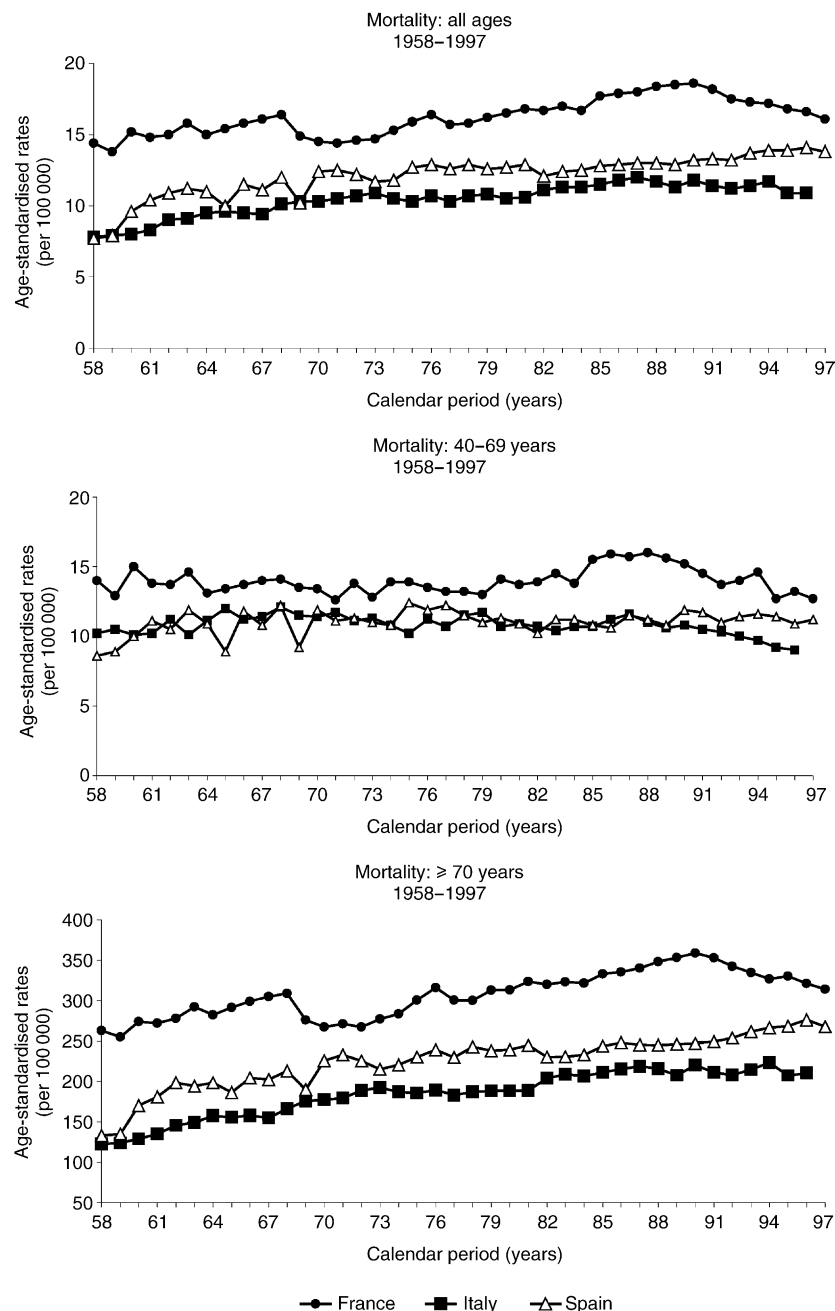 Mortality: all ages
1958–1997
Age-standardised rates
(per 100 000)
20
15
10
5
0
58 61 64 67 70 73 76 79 82 85 88 91 94 97
Calendar period (years)
Mortality: 40–69 years
1958–1997
Age-standardised rates
(per 100 000)
20
15
10
5
0
58 61 64 67 70 73 76 79 82 85 88 91 94 97
Calendar period (years)
Mortality: ⩾ 70 years
1958–1997
Age-standardised rates
(per 100 000)
400
350
300
250
200
150
100
50
58 61 64 67 70 73 76 79 82 85 88 91 94 97
Calendar period (years)
France Italy Spain